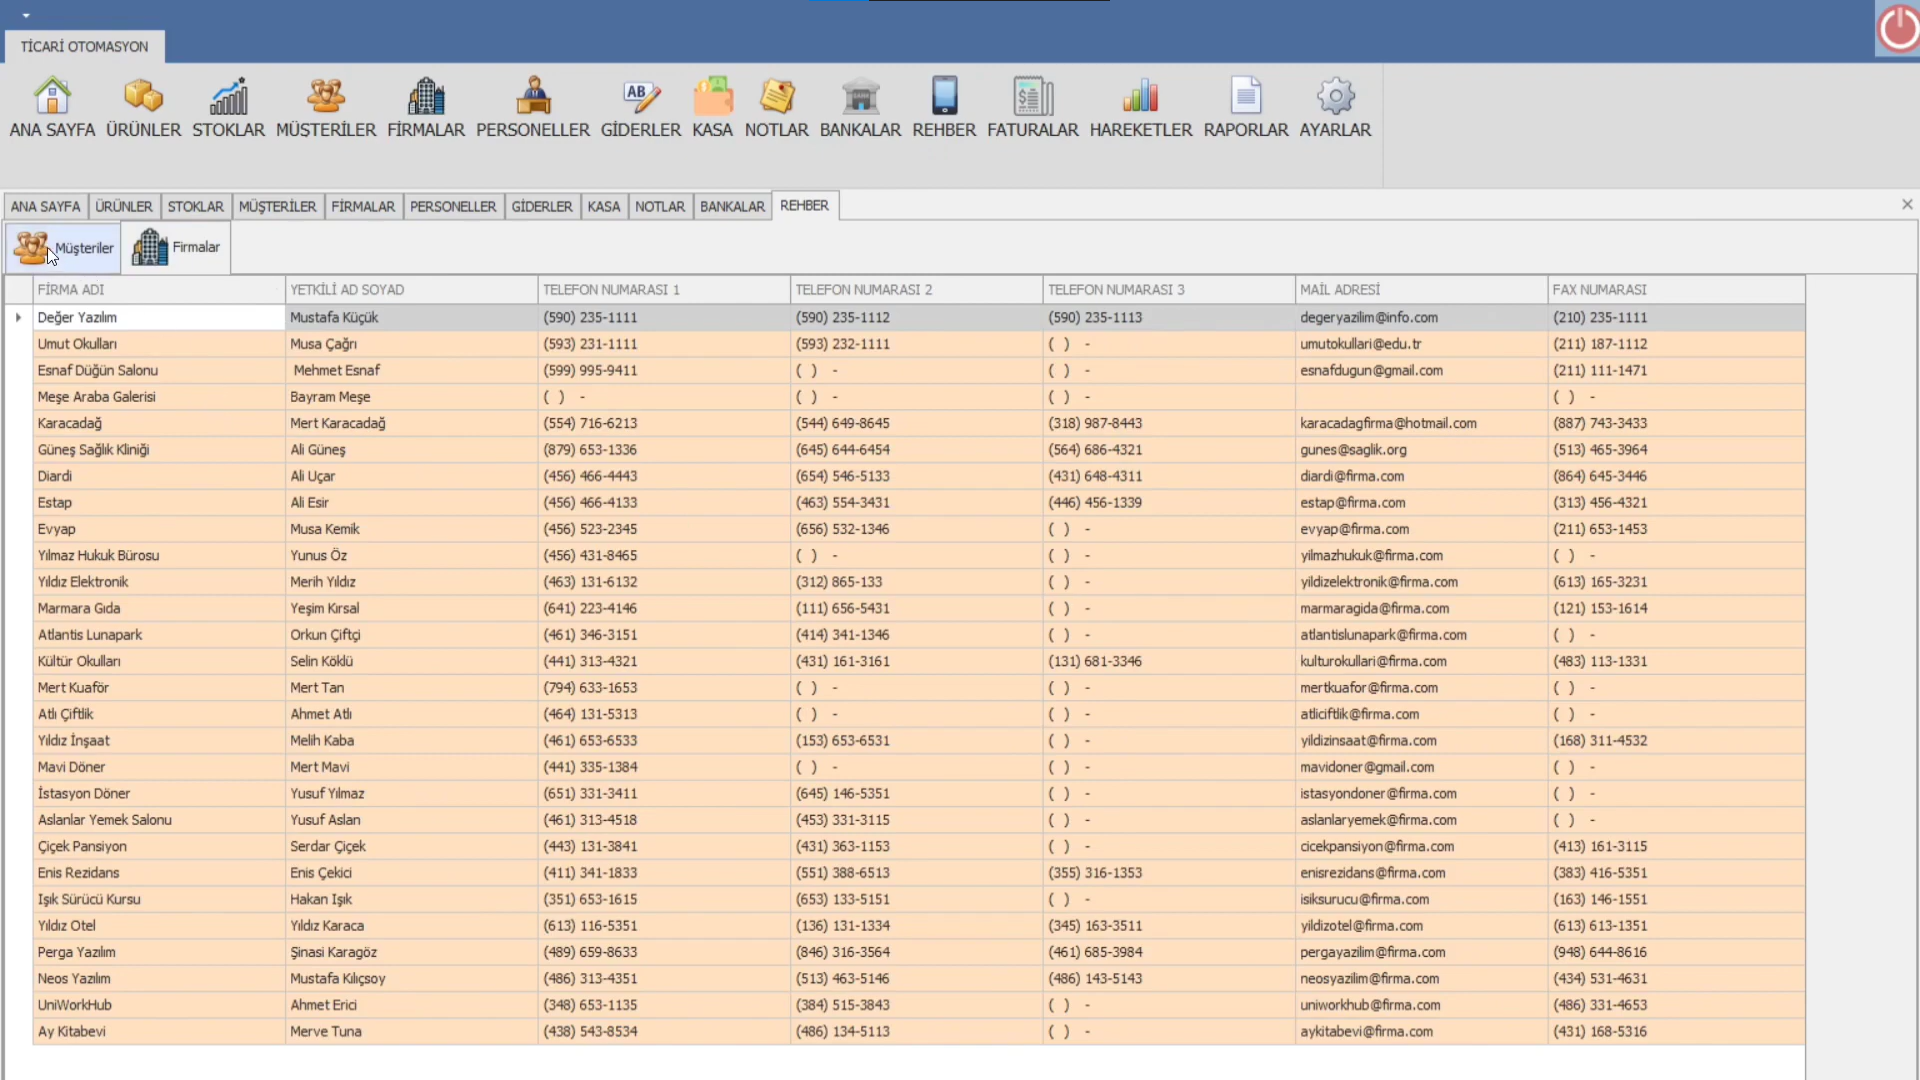 TİCARİ OTOMASYON
ANA SAYFA ÜRÜNLER STOKLAR MÜŞTERİLER FİRMALAR PERSONELLER GİDERLER KASA NOTLAR BANKALAR REHBER FATURALAR HAREKETLER RAPORLAR AYARLAR
ANA SAYFA ÜRÜNLER STOKLAR MÜŞTERİLER FİRMALAR PERSONELLER GİDERLER KASA NOTLAR BANKALAR REHBER
Müşteriler Firmalar
FİRMA ADI YETKİLİ AD SOYAD TELEFON NUMARASI 1 TELEFON NUMARASI 2 TELEFON NUMARASI 3 MAİL ADRESİ FAX NUMARASI
Değer Yazılım Mustafa Küçük (590) 235-1111 (590) 235-1112 (590) 235-1113 degeryazilim@info.com (210) 235-1111
Umut Okulları Musa Çağrı (593) 231-1111 (593) 232-1111 ( ) - umutokullari@edu.tr (211) 187-1112
Esnaf Düğün Salonu Mehmet Esnaf (599) 995-9411 ( ) - ( ) - esnafdugun@gmail.com (211) 111-1471
Meşe Araba Galerisi Bayram Meşe ( ) - ( ) - ( ) - ( ) -
Karacadağ Mert Karacadağ (554) 716-6213 (544) 649-8645 (318) 987-8443 karacadagfirma@hotmail.com (887) 743-3433
Güneş Sağlık Kliniği Ali Güneş (879) 653-1336 (645) 644-6454 (564) 686-4321 gunes@saglik.org (513) 465-3964
Diardi Ali Uçar (456) 466-4443 (654) 546-5133 (431) 648-4311 diardi@firma.com (864) 645-3446
Estap Ali Esir (456) 466-4133 (463) 554-3431 (446) 456-1339 estap@firma.com (313) 456-4321
Evyap Musa Kemik (456) 523-2345 (656) 532-1346 ( ) - evyap@firma.com (211) 653-1453
Yılmaz Hukuk Bürosu Yunus Öz (456) 431-8465 ( ) - ( ) - yilmazhukuk@firma.com ( ) -
Yıldız Elektronik Merih Yıldız (463) 131-6132 (312) 865-133 ( ) - yildizelektronik@firma.com (613) 165-3231
Marmara Gıda Yeşim Kırsal (641) 223-4146 (111) 656-5431 ( ) - marmaragida@firma.com (121) 153-1614
Atlantis Lunapark Orkun Çiftçi (461) 346-3151 (414) 341-1346 ( ) - atlantislunapark@firma.com ( ) -
Kültür Okulları Selin Köklü (441) 313-4321 (431) 161-3161 (131) 681-3346 kulturokullari@firma.com (483) 113-1331
Mert Kuaför Mert Tan (794) 633-1653 ( ) - ( ) - mertkuafor@firma.com ( ) -
Atlı Çiftlik Ahmet Atlı (464) 131-5313 ( ) - ( ) - atliciftlik@firma.com ( ) -
Yıldız İnşaat Melih Kaba (461) 653-6533 (153) 653-6531 ( ) - yildizinsaat@firma.com (168) 311-4532
Mavi Döner Mert Mavi (441) 335-1384 ( ) - ( ) - mavidoner@gmail.com ( ) -
İstasyon Döner Yusuf Yılmaz (651) 331-3411 (645) 146-5351 ( ) - istasyondoner@firma.com ( ) -
Aslanlar Yemek Salonu Yusuf Aslan (461) 313-4518 (453) 331-3115 ( ) - aslanlaryemek@firma.com ( ) -
Çiçek Pansiyon Serdar Çiçek (443) 131-3841 (431) 363-1153 ( ) - cicekpansiyon@firma.com (413) 161-3115
Enis Rezidans Enis Çekici (411) 341-1833 (551) 388-6513 (355) 316-1353 enisrezidans@firma.com (383) 416-5351
Işık Sürücü Kursu Hakan Işık (351) 653-1615 (653) 133-5151 ( ) - isiksurucu@firma.com (163) 146-1551
Yıldız Otel Yıldız Karaca (613) 116-5351 (136) 131-1334 (345) 163-3511 yildizotel@firma.com (613) 613-1351
Perga Yazılım Şinasi Karagöz (489) 659-8633 (846) 316-3564 (461) 685-3984 pergayazilim@firma.com (948) 644-8616
Neos Yazılım Mustafa Kılıçsoy (486) 313-4351 (513) 463-5146 (486) 143-5143 neosyazilim@firma.com (434) 531-4631
UniWorkHub Ahmet Erici (348) 653-1135 (384) 515-3843 ( ) - uniworkhub@firma.com (486) 331-4653
Ay Kitabevi Merve Tuna (438) 543-8534 (486) 134-5113 ( ) - aykitabevi@firma.com (431) 168-5316